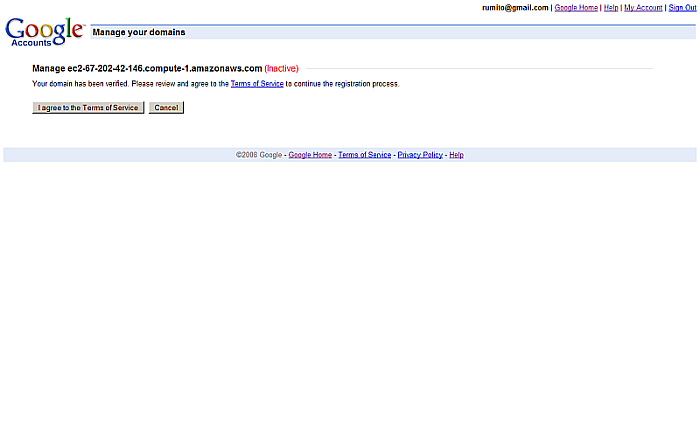 rumito@gmail.com | Google Home | Help | My Account | Sign Out
Google™
Accounts
Manage your domains
Manage ec2-67-202-42-146.compute-1.amazonaws.com (Inactive)
Your domain has been verified. Please review and agree to the Terms of Service to continue the registration process.
I agree to the Terms of Service Cancel
©2008 Google - Google Home - Terms of Service - Privacy Policy - Help